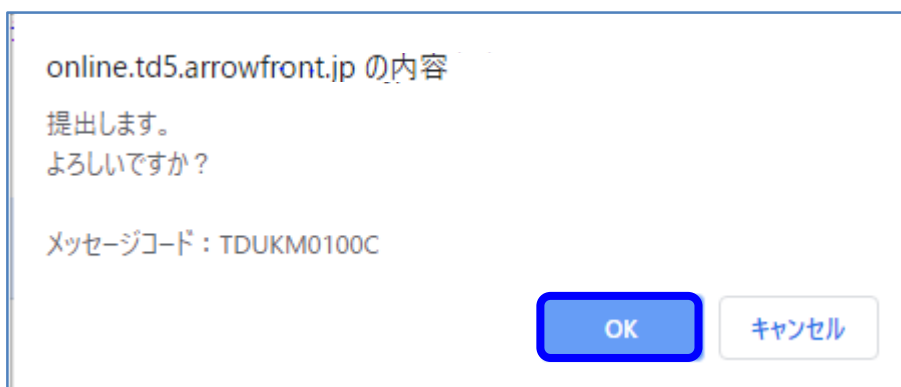 online.td5.arrowfront.jp の内容
提出します。
よろしいですか？
メッセージコード：TDUKM0100C
OK
キャンセル